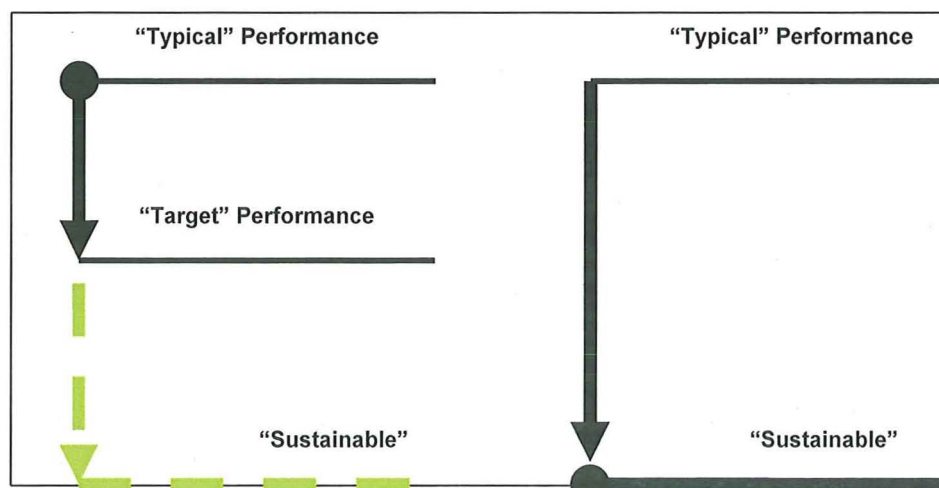 “Typical” Performance
“Typical” Performance
“Target” Performance
“Sustainable”
“Sustainable”